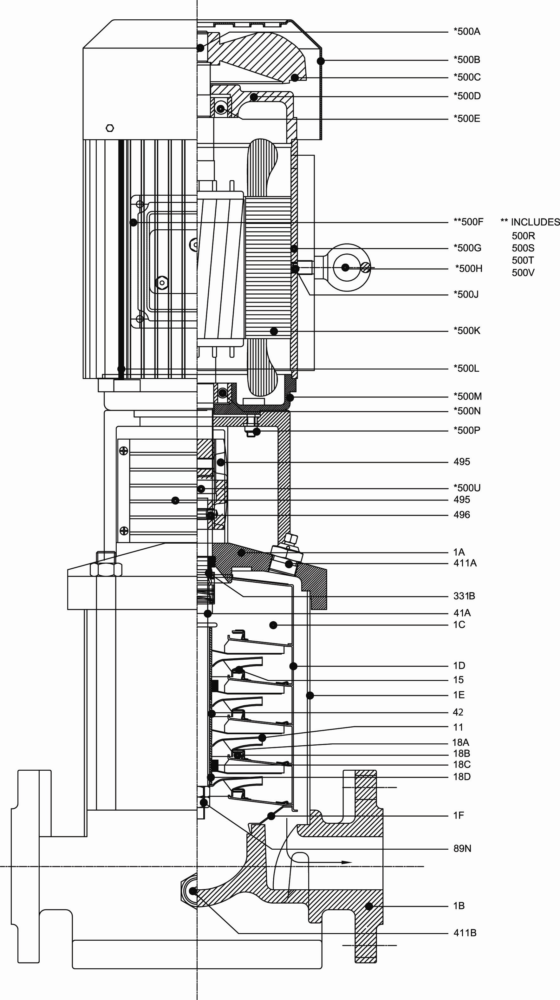 *500A
*500B
*500C
*500D
*500E
**500F ** INCLUDES
500R
*500G 500S
500T
*500H 500V
*500J
*500K
*500L
*500M
*500N
*500P
495
*500U
495
496
1A
411A
331B
41A
1C
1D
15
1E
42
11
18A
18B
18C
18D
1F
89N
1B
411B